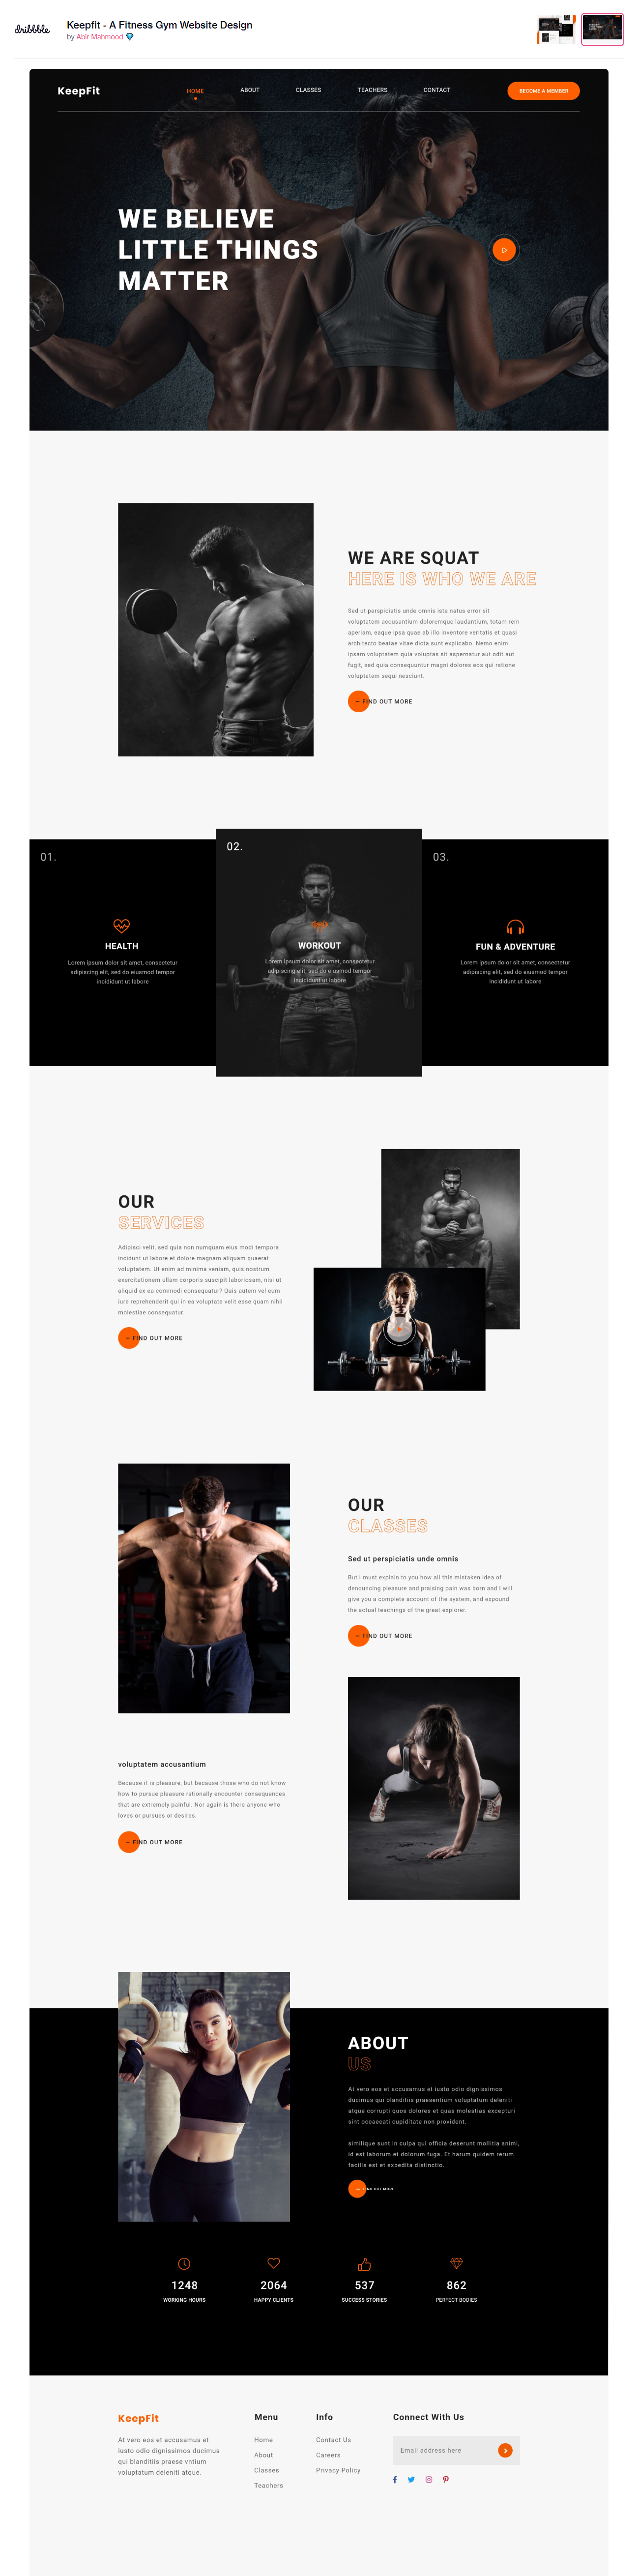 dribbble
Keepfit - A Fitness Gym Website Design
by Abir Mahmood
KeepFit
HOME
ABOUT
CLASSES
TEACHERS
CONTACT
BECOME A MEMBER
WE BELIEVE
LITTLE THINGS
MATTER
WE ARE SQUAT
HERE IS WHO WE ARE
Sed ut perspiciatis unde omnis iste natus error sit
voluptatem accusantium doloremque laudantium, totam rem
aperiam, eaque ipsa quae ab illo inventore veritatis et quasi
architecto beatae vitae dicta sunt explicabo. Nemo enim
ipsam voluptatem quia voluptas sit aspernatur aut odit aut
fugit, sed quia consequuntur magni dolores eos qui ratione
voluptatem sequi nesciunt.
FIND OUT MORE
01.
HEALTH
Lorem ipsum dolor sit amet, consectetur
adipiscing elit, sed do eiusmod tempor
incididunt ut labore
02.
WORKOUT
Lorem ipsum dolor sit amet, consectetur
adipiscing elit, sed do eiusmod tempor
incididunt ut labore
03.
FUN & ADVENTURE
Lorem ipsum dolor sit amet, consectetur
adipiscing elit, sed do eiusmod tempor
incididunt ut labore
OUR
SERVICES
Adipisci velit, sed quia non numquam eius modi tempora
incidunt ut labore et dolore magnam aliquam quaerat
voluptatem. Ut enim ad minima veniam, quis nostrum
exercitationem ullam corporis suscipit laboriosam, nisi ut
aliquid ex ea commodi consequatur? Quis autem vel eum
iure reprehenderit qui in ea voluptate velit esse quam nihil
molestiae consequatur.
FIND OUT MORE
OUR
CLASSES
Sed ut perspiciatis unde omnis
But I must explain to you how all this mistaken idea of
denouncing pleasure and praising pain was born and I will
give you a complete account of the system, and expound
the actual teachings of the great explorer.
FIND OUT MORE
voluptatem accusantium
Because it is pleasure, but because those who do not know
how to pursue pleasure rationally encounter consequences
that are extremely painful. Nor again is there anyone who
loves or pursues or desires.
FIND OUT MORE
ABOUT
US
At vero eos et accusamus et iusto odio dignissimos
ducimus qui blanditiis praesentium voluptatum deleniti
atque corrupti quos dolores et quas molestias excepturi
sint occaecati cupiditate non provident.
similique sunt in culpa qui officia deserunt mollitia animi,
id est laborum et dolorum fuga. Et harum quidem rerum
facilis est et expedita distinctio.
FIND OUT MORE
1248
WORKING HOURS
2064
HAPPY CLIENTS
537
SUCCESS STORIES
862
PERFECT BODIES
KeepFit
At vero eos et accusamus et
iusto odio dignissimos ducimus
qui blanditiis praese vntium
voluptatum deleniti atque.
Menu
Home
About
Classes
Teachers
Info
Contact Us
Careers
Privacy Policy
Connect With Us
Email address here